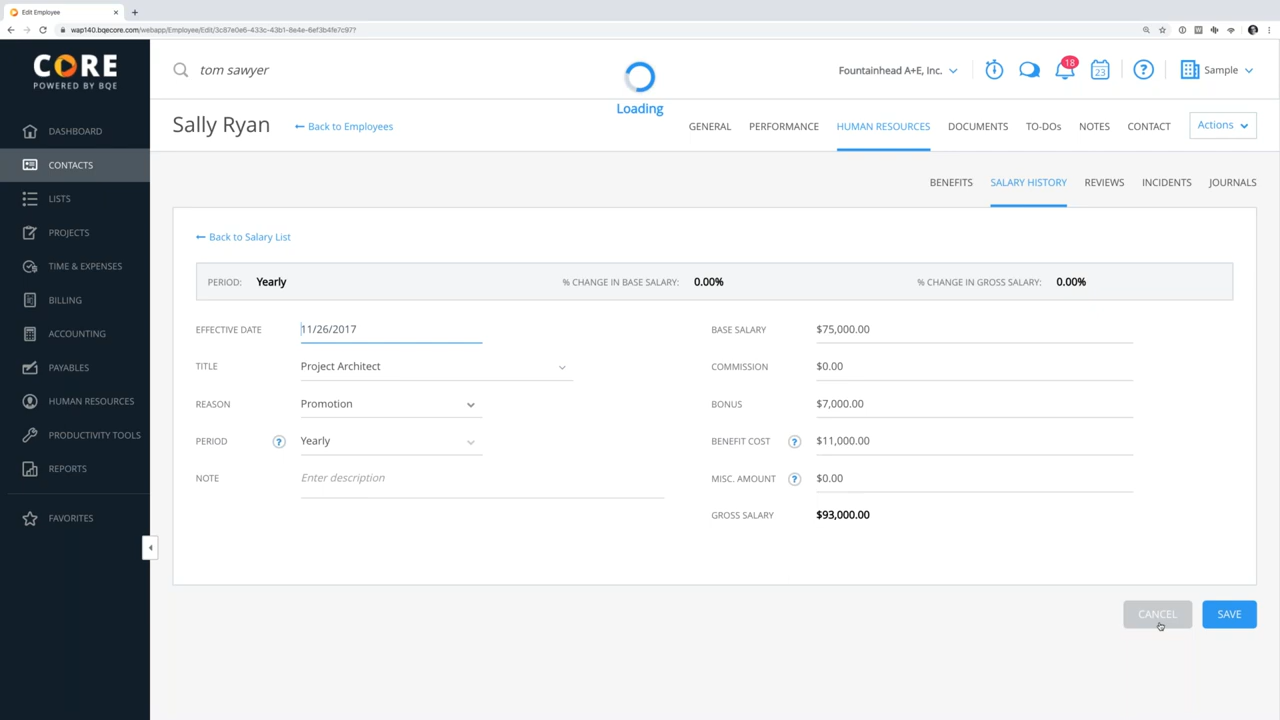 Edit Employee
wap140.bqecore.com/webapp/Employee/Edit/3c87e0e6-433c-43b1-8e4e-6ef3b4fe7c97?
CORE
POWERED BY BQE
tom sawyer
Loading
Fountainhead A+E, Inc.
18
23
?
Sample
Sally Ryan
← Back to Employees
GENERAL
PERFORMANCE
HUMAN RESOURCES
DOCUMENTS
TO-DOs
NOTES
CONTACT
Actions
DASHBOARD
CONTACTS
LISTS
PROJECTS
TIME & EXPENSES
BILLING
ACCOUNTING
PAYABLES
HUMAN RESOURCES
PRODUCTIVITY TOOLS
REPORTS
FAVORITES
BENEFITS
SALARY HISTORY
REVIEWS
INCIDENTS
JOURNALS
← Back to Salary List
PERIOD: Yearly
% CHANGE IN BASE SALARY: 0.00%
% CHANGE IN GROSS SALARY: 0.00%
EFFECTIVE DATE 11/26/2017
TITLE Project Architect
REASON Promotion
PERIOD ? Yearly
NOTE Enter description
BASE SALARY $75,000.00
COMMISSION $0.00
BONUS $7,000.00
BENEFIT COST ? $11,000.00
MISC. AMOUNT ? $0.00
GROSS SALARY $93,000.00
CANCEL
SAVE